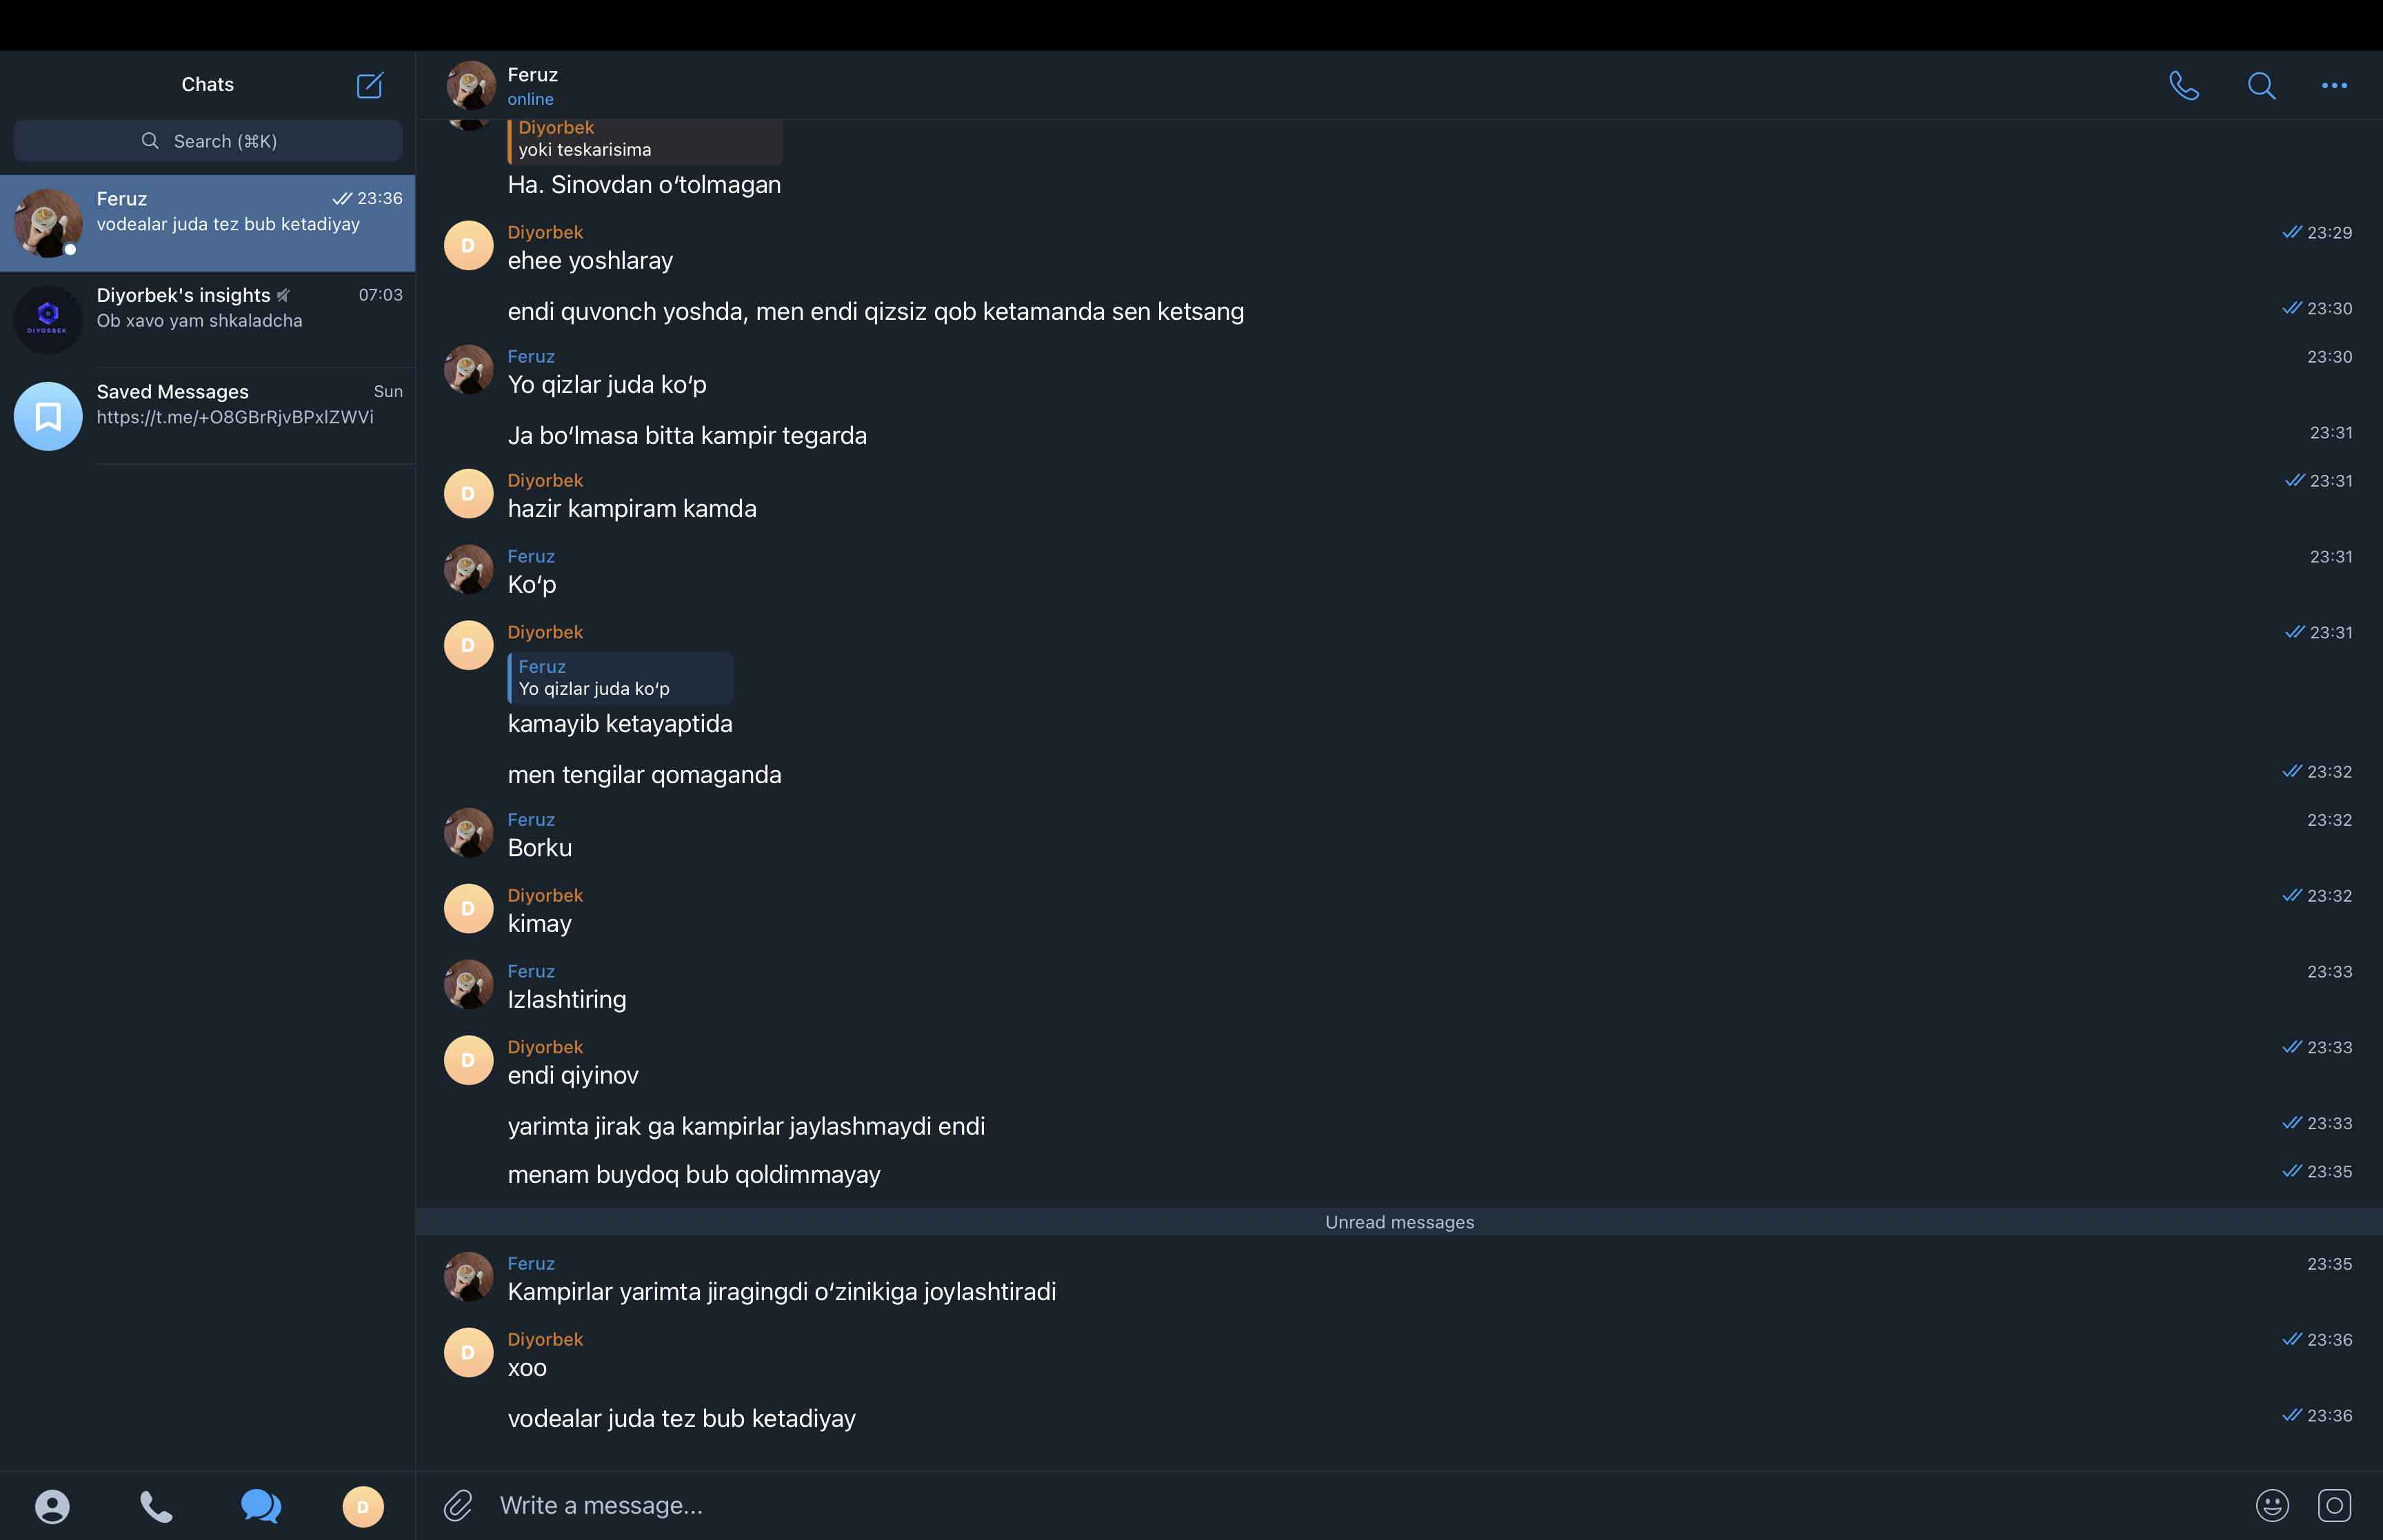 Chats
Search (⌘K)
Feruz
23:36
vodealar juda tez bub ketadiyay
DIYORBEK
Diyorbek's insights
07:03
Ob xavo yam shkaladcha
Saved Messages
Sun
https://t.me/+O8GBrRjvBPxlZWVi
D
Feruz
online
Diyorbek
yoki teskarisima
Ha. Sinovdan oʻtolmagan
D
Diyorbek
23:29
ehee yoshlaray
endi quvonch yoshda, men endi qizsiz qob ketamanda sen ketsang
23:30
Feruz
23:30
Yo qizlar juda koʻp
Ja boʻlmasa bitta kampir tegarda
23:31
D
Diyorbek
23:31
hazir kampiram kamda
Feruz
23:31
Koʻp
D
Diyorbek
23:31
Feruz
Yo qizlar juda koʻp
kamayib ketayaptida
men tengilar qomaganda
23:32
Feruz
23:32
Borku
D
Diyorbek
23:32
kimay
Feruz
23:33
Izlashtiring
D
Diyorbek
23:33
endi qiyinov
yarimta jirak ga kampirlar jaylashmaydi endi
23:33
menam buydoq bub qoldimmayay
23:35
Unread messages
Feruz
23:35
Kampirlar yarimta jiragingdi oʻzinikiga joylashtiradi
D
Diyorbek
23:36
xoo
vodealar juda tez bub ketadiyay
23:36
Write a message...